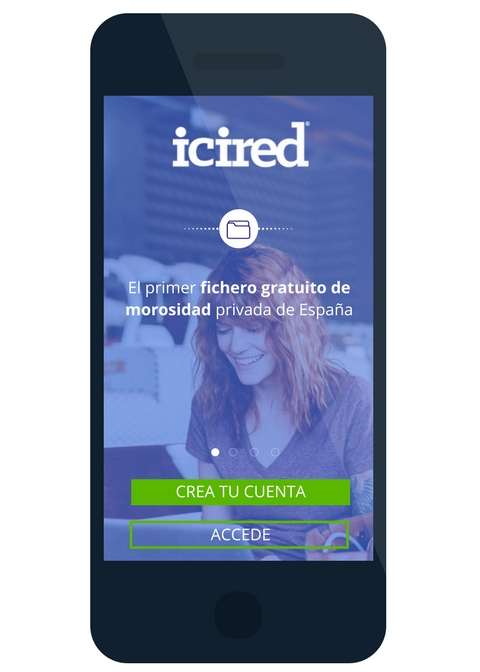 icired®
El primer fichero gratuito de
morosidad privada de España
CREA TU CUENTA
ACCEDE